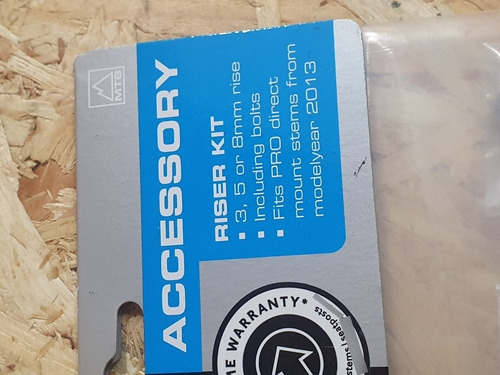 MTB
ACCESSORY
RISER KIT
▪ 3, 5 or 8mm rise
▪ Including bolts
▪ Fits PRO direct
mount stems from
modelyear 2013
WARRANTY*
seatposts